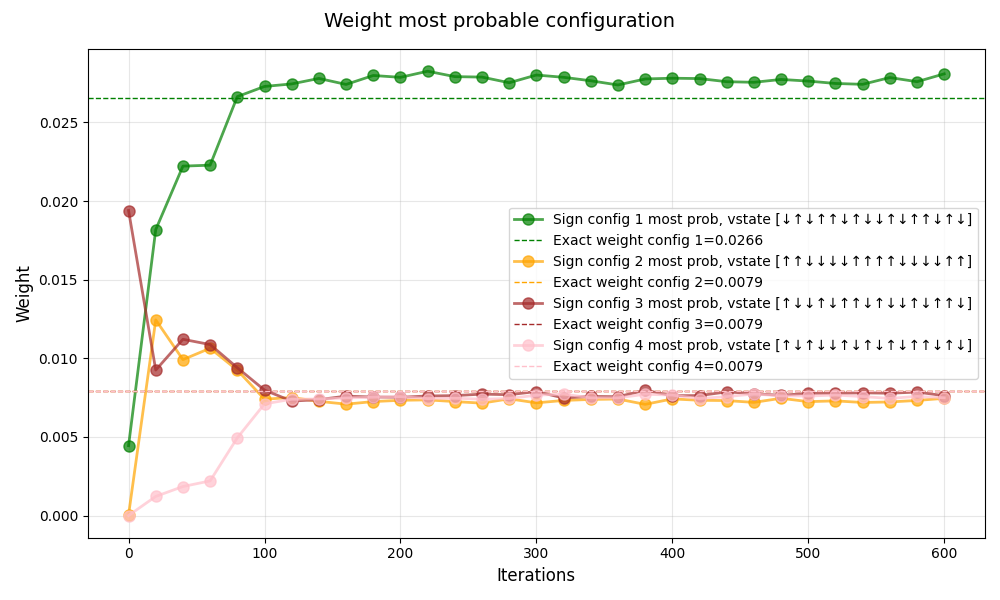 Weight most probable configuration
Weight
0.025
0.020
0.015
0.010
0.005
0.000
Sign config 1 most prob, vstate [↓↑↓↑↑↓↑↓↓↑↓↑↑↓↑↓]
Exact weight config 1=0.0266
Sign config 2 most prob, vstate [↑↑↓↓↓↓↑↑↑↑↓↓↓↓↑↑]
Exact weight config 2=0.0079
Sign config 3 most prob, vstate [↑↓↓↑↓↑↑↓↑↓↓↑↓↑↑↓]
Exact weight config 3=0.0079
Sign config 4 most prob, vstate [↑↓↑↓↓↑↓↑↓↑↑↓↑↓↑↓]
Exact weight config 4=0.0079
0 100 200 300 400 500 600
Iterations